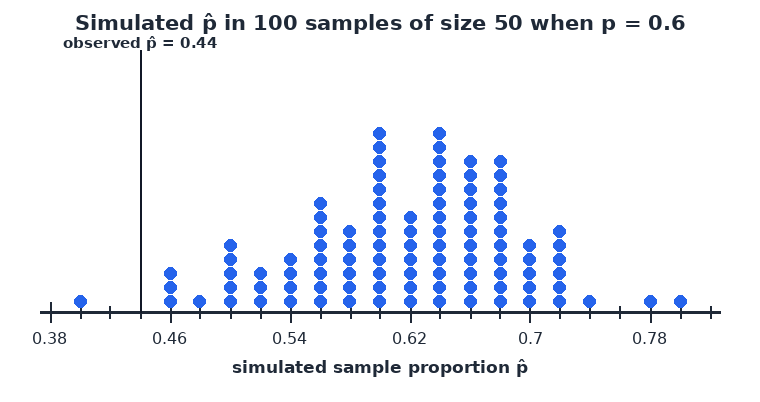 Simulated p̂ in 100 samples of size 50 when p = 0.6
observed p̂ = 0.44
0.38 0.46 0.54 0.62 0.7 0.78
simulated sample proportion p̂